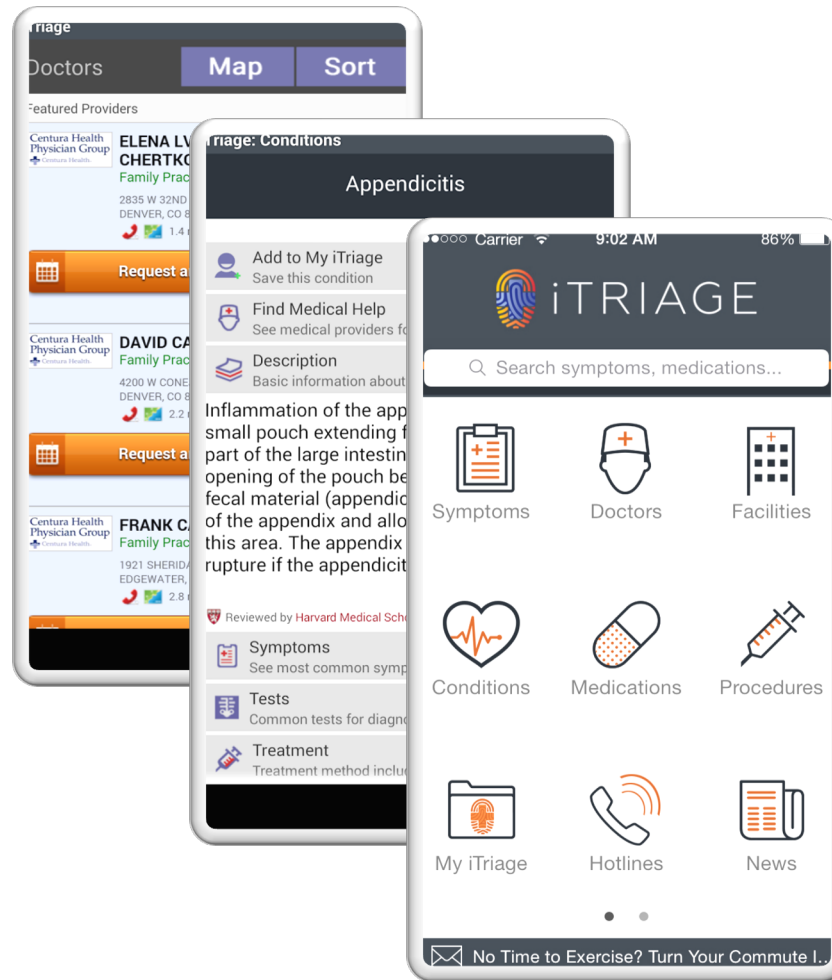 Triage
Doctors
Map
Sort
Featured Providers
Centura Health
Physician Group
Centura Health.
ELENA LV
CHERTKO
Family Prac
2835 W 32ND
DENVER, CO 8
1.4
Request a
Centura Health
Physician Group
Centura Health.
DAVID CA
Family Prac
4200 W CONE
DENVER, CO 8
2.2
Request a
Centura Health
Physician Group
Centura Health.
FRANK C
Family Prac
1921 SHERIDA
EDGEWATER,
2.8
iTriage: Conditions
Appendicitis
Add to My iTriage
Save this condition
Find Medical Help
See medical providers fo
Description
Basic information about
Inflammation of the app
small pouch extending f
part of the large intestin
opening of the pouch be
fecal material (appendic
of the appendix and allo
this area. The appendix
rupture if the appendicit
Reviewed by Harvard Medical Scho
Symptoms
See most common symp
Tests
Common tests for diagno
Treatment
Treatment method includ
Carrier
9:02 AM
86%
iTRIAGE
Search symptoms, medications...
Symptoms
Doctors
Facilities
Conditions
Medications
Procedures
My iTriage
Hotlines
News
No Time to Exercise? Turn Your Commute I...